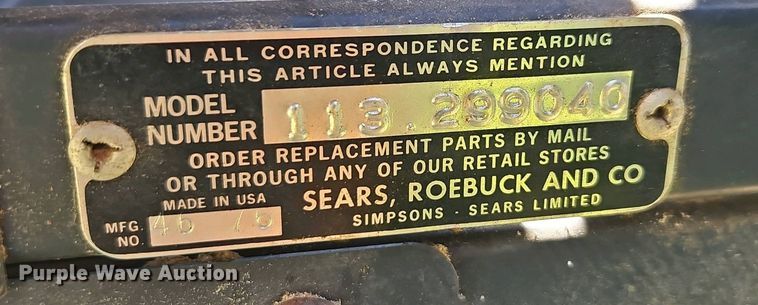 IN ALL CORRESPONDENCE REGARDING
THIS ARTICLE ALWAYS MENTION
MODEL NUMBER 113.299040
ORDER REPLACEMENT PARTS BY MAIL
OR THROUGH ANY OF OUR RETAIL STORES
MADE IN USA
SEARS, ROEBUCK AND CO
MFG. NO. 46 76
SIMPSONS - SEARS LIMITED
Purple Wave Auction